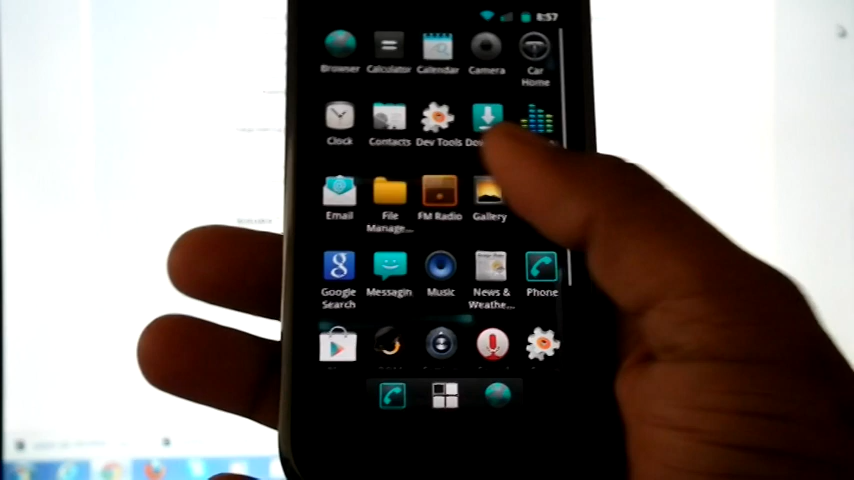 8:57
Browser Calculator Calendar Camera Car Home
Clock Contacts Dev Tools
Email File Manage... FM Radio Gallery
Google Search Messagin News & Weathe... Phone Music